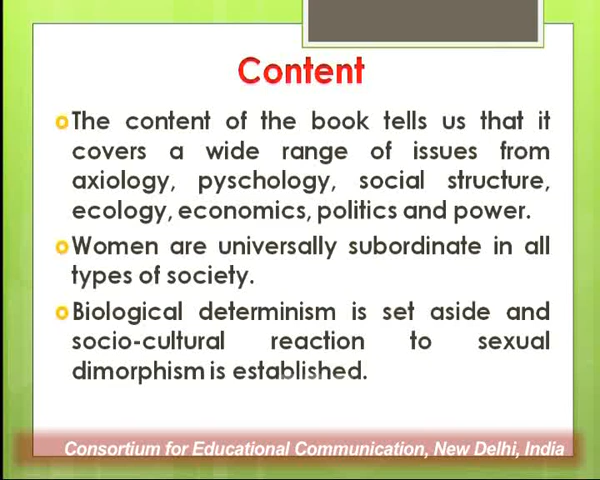 Content
The content of the book tells us that it
covers a wide range of issues from
axiology, pyschology, social structure,
ecology, economics, politics and power.
Women are universally subordinate in all
types of society.
Biological determinism is set aside and
socio-cultural reaction to sexual
dimorphism is established.
Consortium for Educational Communication, New Delhi, India